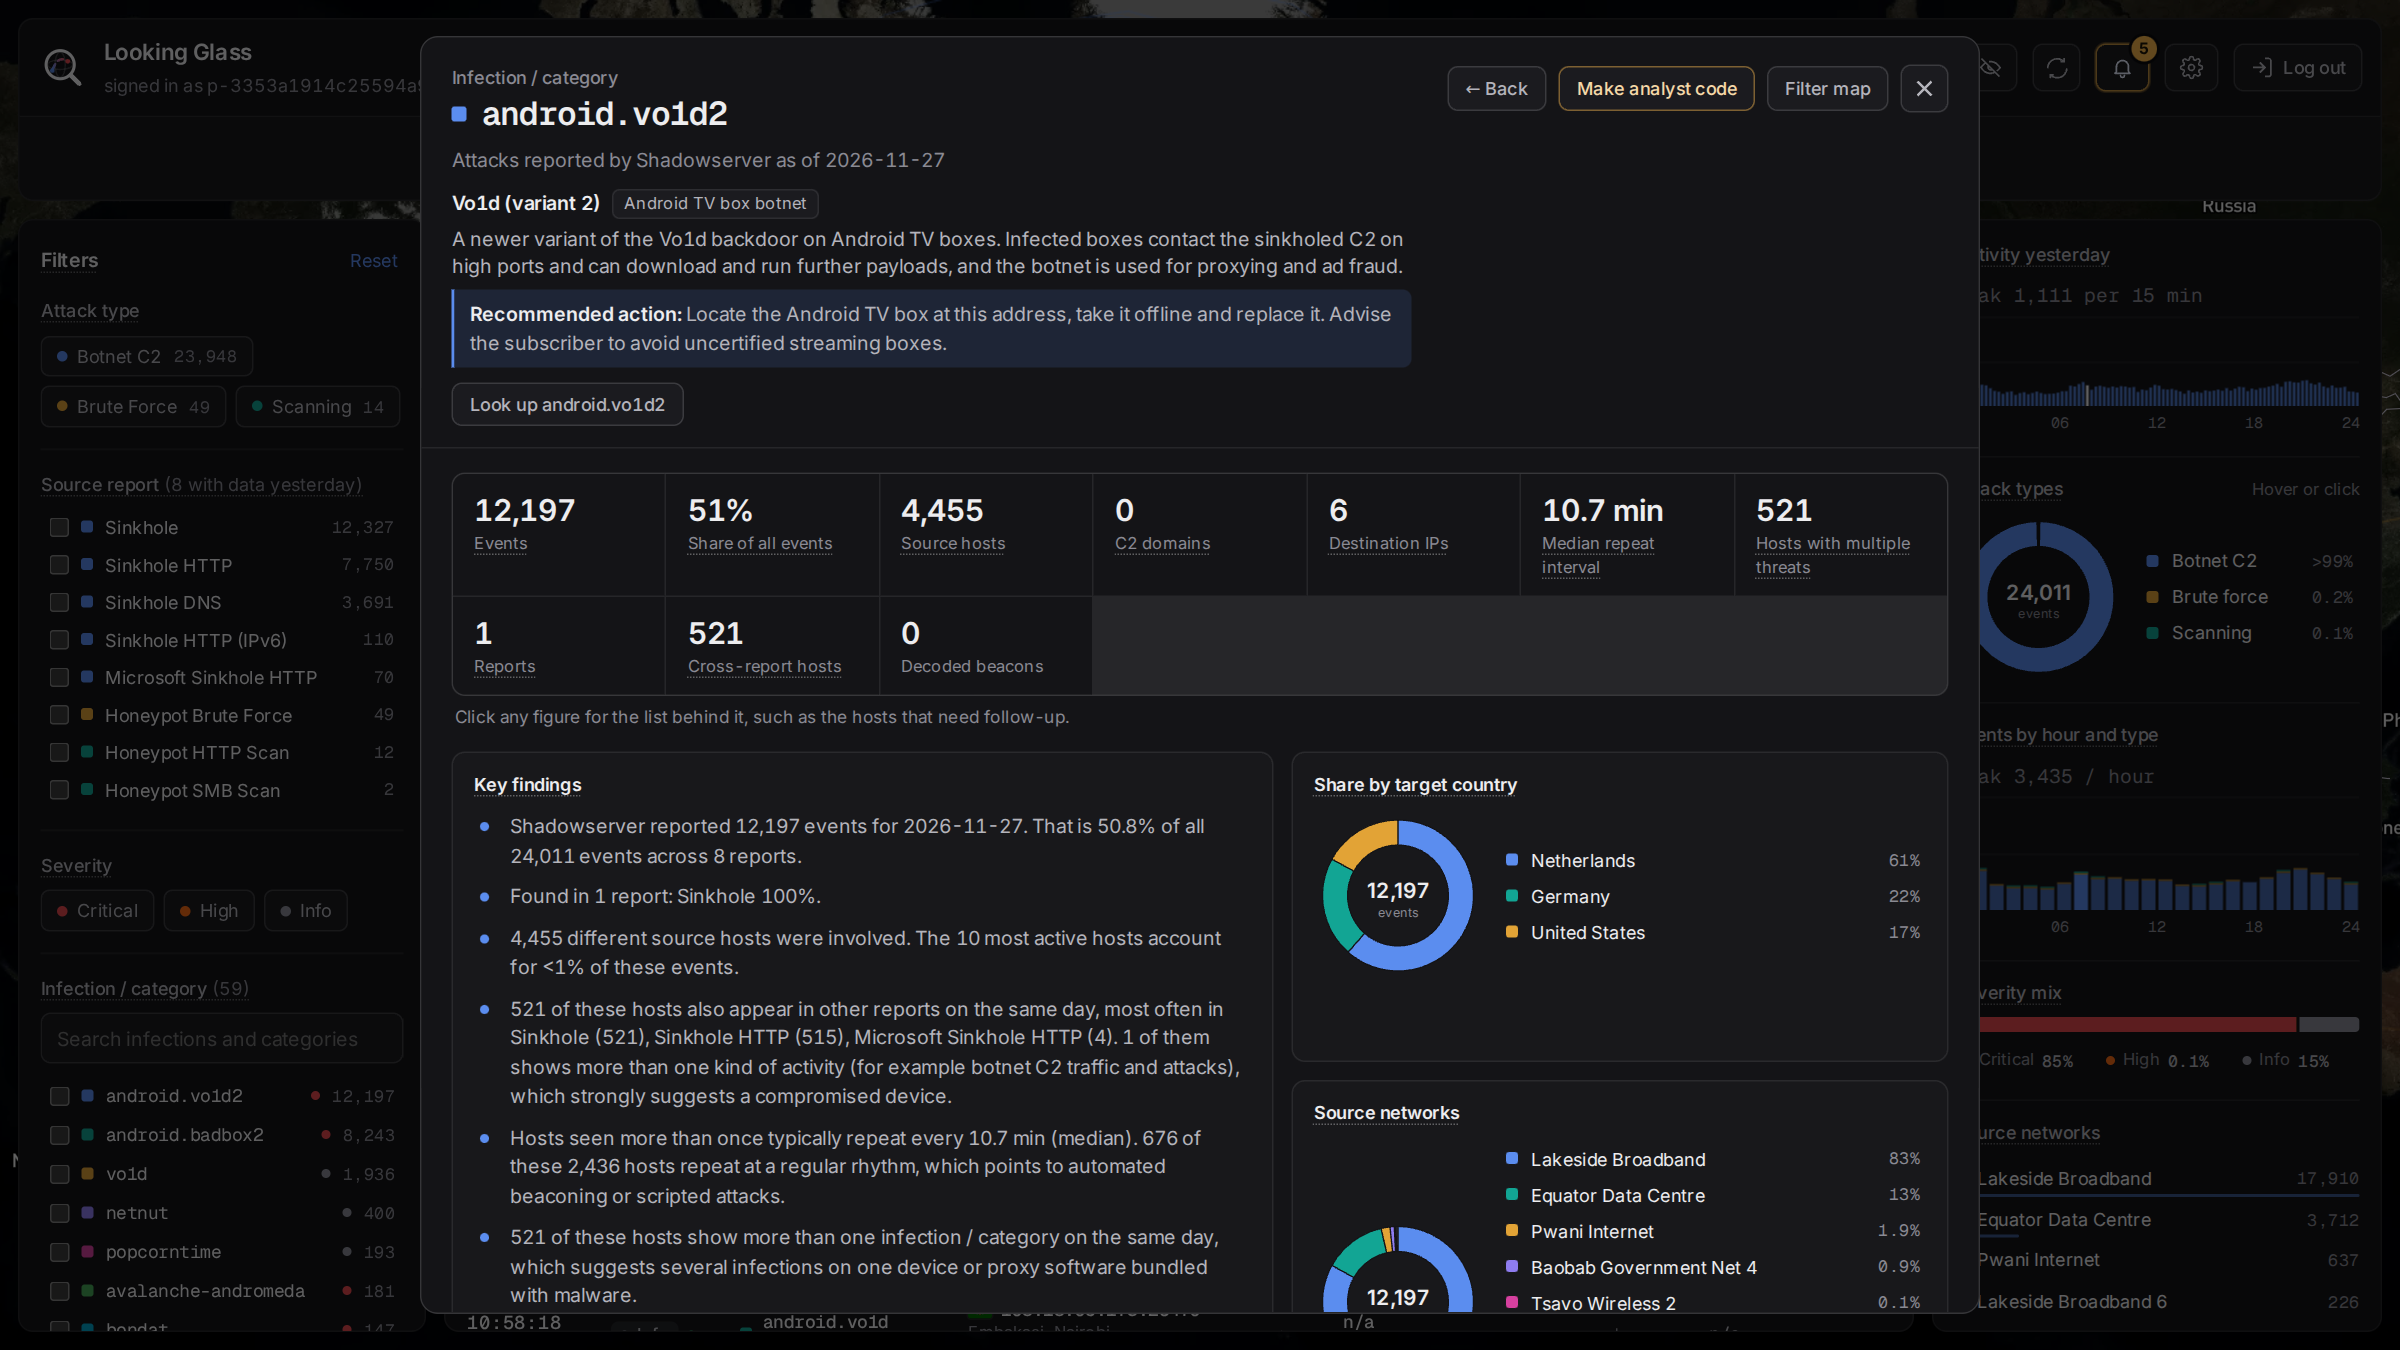 Looking Glass
signed in as p-3353a1914c25594a
5
Log out
Infection / category
android.vo1d2
← Back
Make analyst code
Filter map
Attacks reported by Shadowserver as of 2026-11-27
Vo1d (variant 2)
Android TV box botnet
A newer variant of the Vo1d backdoor on Android TV boxes. Infected boxes contact the sinkholed C2 on
high ports and can download and run further payloads, and the botnet is used for proxying and ad fraud.
Recommended action: Locate the Android TV box at this address, take it offline and replace it. Advise
the subscriber to avoid uncertified streaming boxes.
Look up android.vo1d2
12,197
Events
51%
Share of all events
4,455
Source hosts
0
C2 domains
6
Destination IPs
10.7 min
Median repeat
interval
521
Hosts with multiple
threats
1
Reports
521
Cross-report hosts
0
Decoded beacons
Click any figure for the list behind it, such as the hosts that need follow-up.
Key findings
Shadowserver reported 12,197 events for 2026-11-27. That is 50.8% of all
24,011 events across 8 reports.
Found in 1 report: Sinkhole 100%.
4,455 different source hosts were involved. The 10 most active hosts account
for <1% of these events.
521 of these hosts also appear in other reports on the same day, most often in
Sinkhole (521), Sinkhole HTTP (515), Microsoft Sinkhole HTTP (4). 1 of them
shows more than one kind of activity (for example botnet C2 traffic and attacks),
which strongly suggests a compromised device.
Hosts seen more than once typically repeat every 10.7 min (median). 676 of
these 2,436 hosts repeat at a regular rhythm, which points to automated
beaconing or scripted attacks.
521 of these hosts show more than one infection / category on the same day,
which suggests several infections on one device or proxy software bundled
with malware.
Share by target country
12,197
events
Netherlands 61%
Germany 22%
United States 17%
Source networks
Lakeside Broadband 83%
Equator Data Centre 13%
Pwani Internet 1.9%
Baobab Government Net 4 0.9%
Tsavo Wireless 2 0.1%
12,197
Filters
Reset
Attack type
Botnet C2 23,948
Brute Force 49
Scanning 14
Source report (8 with data yesterday)
Sinkhole 12,327
Sinkhole HTTP 7,750
Sinkhole DNS 3,691
Sinkhole HTTP (IPv6) 110
Microsoft Sinkhole HTTP 70
Honeypot Brute Force 49
Honeypot HTTP Scan 12
Honeypot SMB Scan 2
Severity
Critical
High
Info
Infection / category (59)
Search infections and categories
android.vo1d2 12,197
android.badbox2 8,243
vo1d 1,936
netnut 400
popcorntime 193
avalanche-andromeda 181
Russia
tivity yesterday
ak 1,111 per 15 min
06 12 18 24
ack types
Hover or click
24,011
events
Botnet C2 >99%
Brute force 0.2%
Scanning 0.1%
ents by hour and type
ak 3,435 / hour
06 12 18 24
verity mix
Critical 85%
High 0.1%
Info 15%
urce networks
Lakeside Broadband 17,910
Equator Data Centre 3,712
Pwani Internet 637
Lakeside Broadband 6 226
10:58:18
android.vo1d
n/a